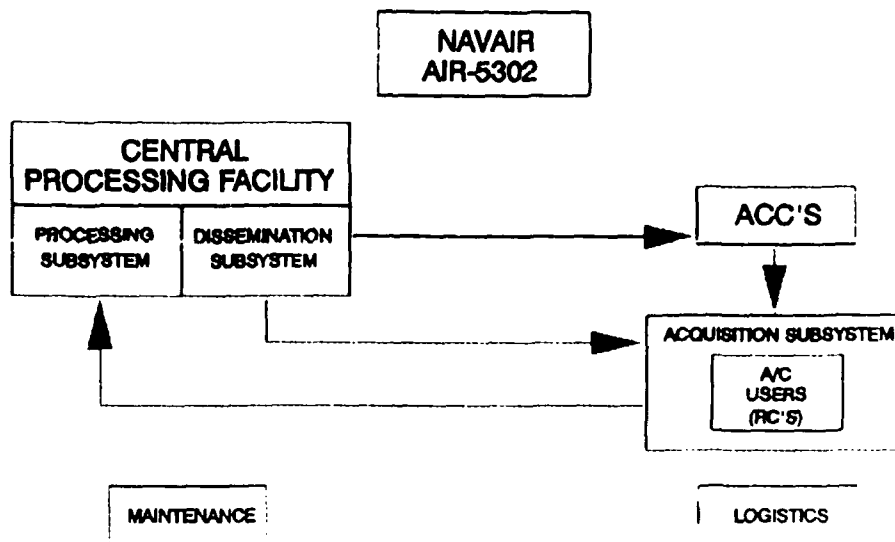 NAVAIR
AIR-5302
CENTRAL
PROCESSING FACILITY
PROCESSING
SUBSYSTEM
DISSEMINATION
SUBSYSTEM
ACC'S
ACQUISITION SUBSYSTEM
A/C
USERS
(RC'S)
MAINTENANCE
LOGISTICS